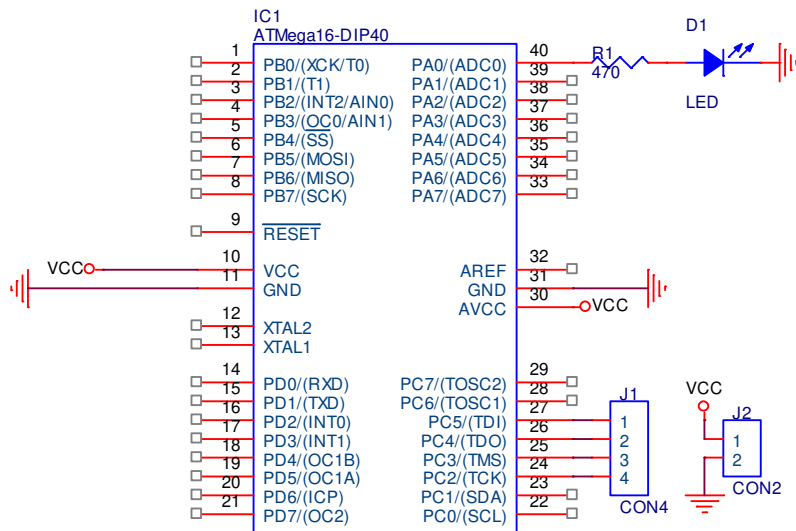 IC1
ATMega16-DIP40
1 PB0/(XCK/T0) PA0/(ADC0) 40
2 PB1/(T1) PA1/(ADC1) 39
3 PB2/(INT2/AIN0) PA2/(ADC2) 38
4 PB3/(OC0/AIN1) PA3/(ADC3) 37
5 PB4/(SS) PA4/(ADC4) 36
6 PB5/(MOSI) PA5/(ADC5) 35
7 PB6/(MISO) PA6/(ADC6) 34
8 PB7/(SCK) PA7/(ADC7) 33
9 RESET
VCC 10 VCC AREF 32
11 GND GND 31
AVCC 30 VCC
12 XTAL2
13 XTAL1
14 PD0/(RXD) PC7/(TOSC2) 29
15 PD1/(TXD) PC6/(TOSC1) 28
16 PD2/(INT0) PC5/(TDI) 27
17 PD3/(INT1) PC4/(TDO) 26
18 PD4/(OC1B) PC3/(TMS) 25
19 PD5/(OC1A) PC2/(TCK) 24
20 PD6/(ICP) PC1/(SDA) 23
21 PD7/(OC2) PC0/(SCL) 22
R1
470
D1
LED
J1
1
2
3
4
CON4
VCC
J2
1
2
CON2